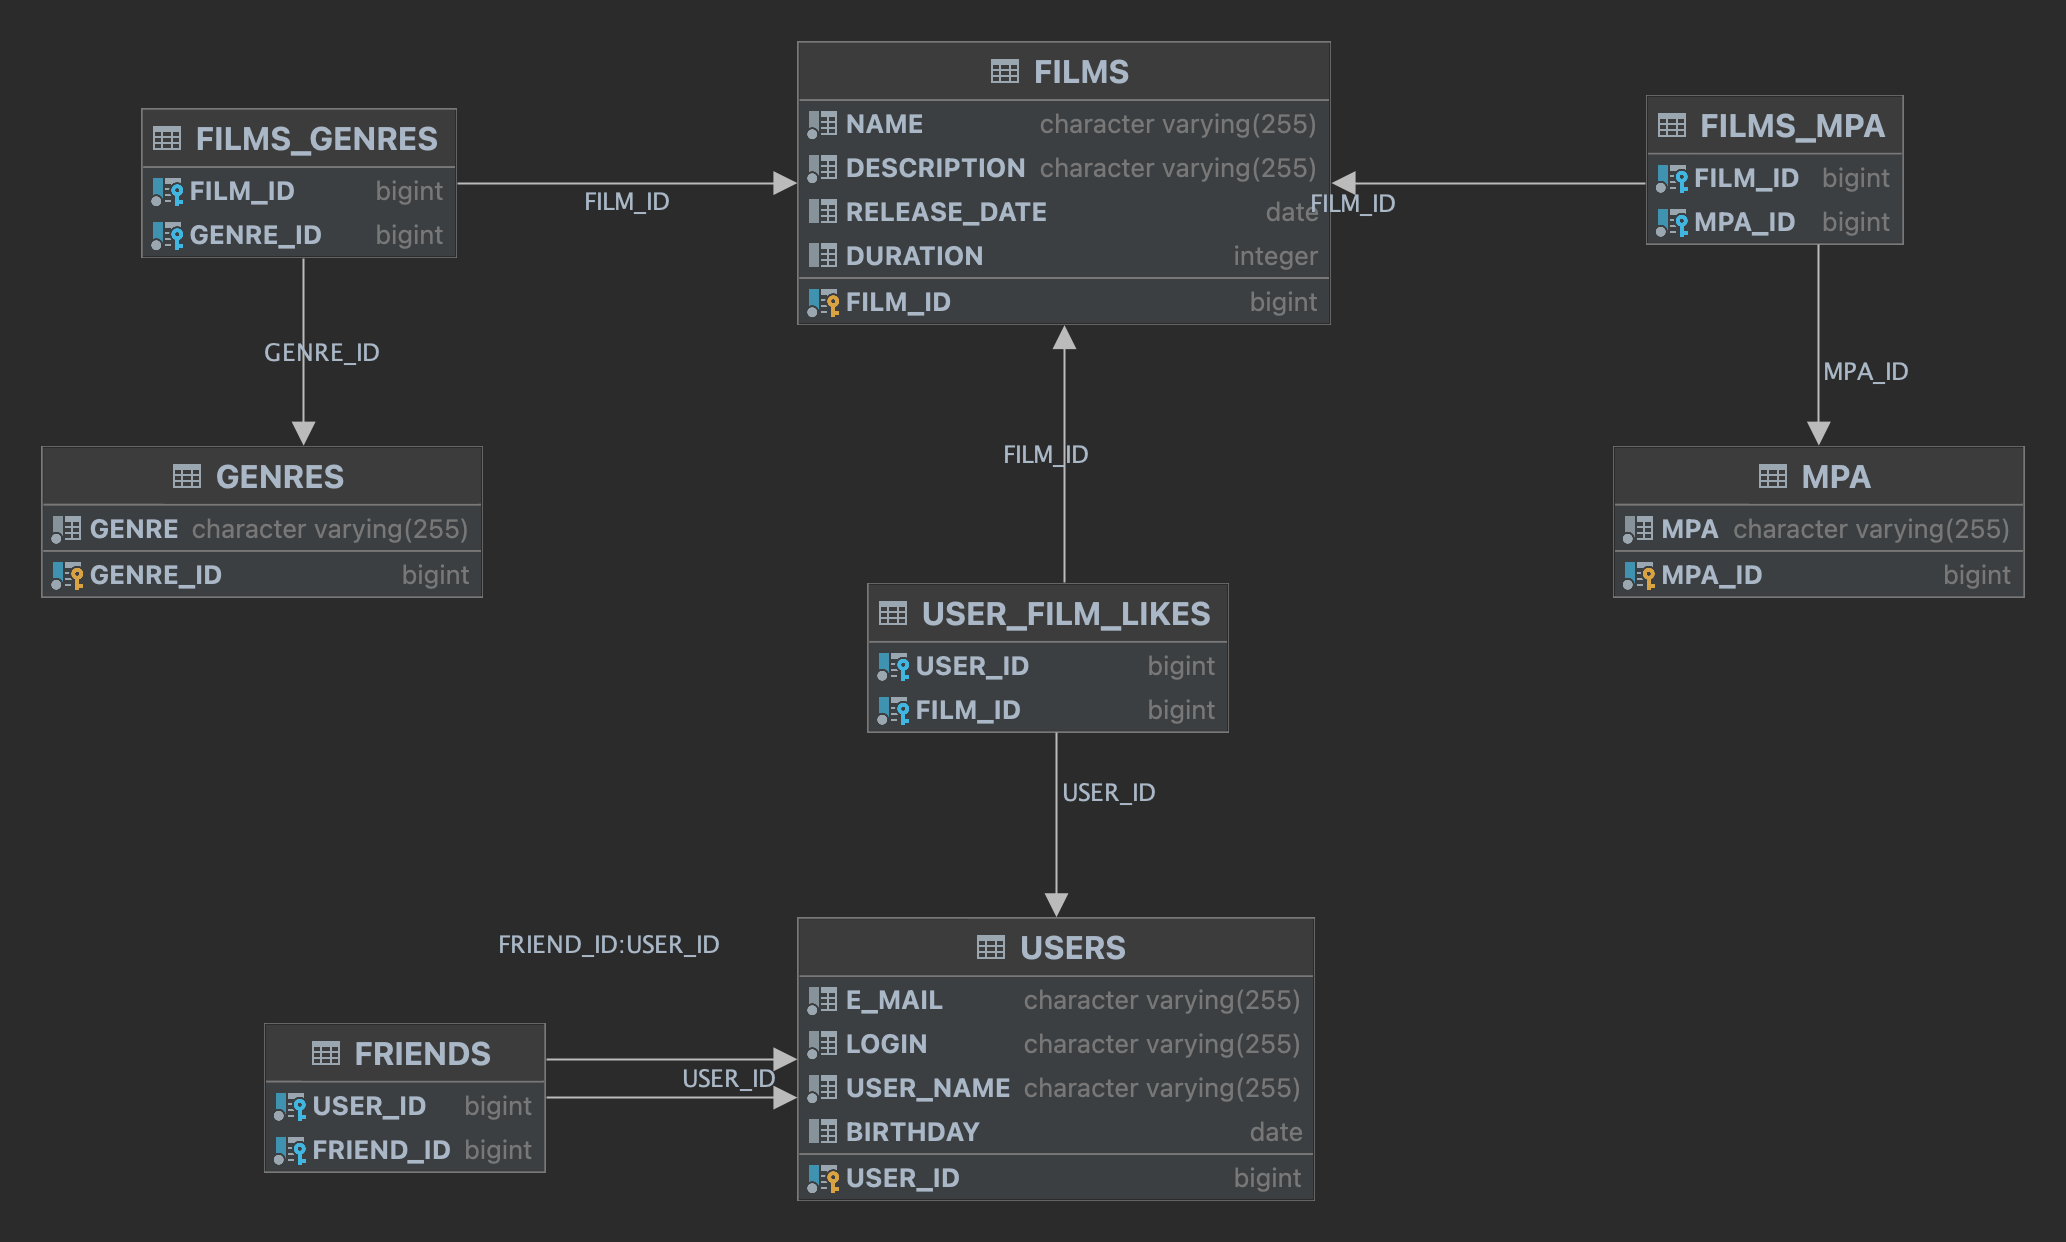 FILMS
NAME character varying(255)
DESCRIPTION character varying(255)
RELEASE_DATE date
DURATION integer
FILM_ID bigint
FILMS_GENRES
FILM_ID bigint
GENRE_ID bigint
FILM_ID
FILMS_MPA
FILM_ID bigint
MPA_ID bigint
FILM_ID
GENRE_ID
MPA_ID
GENRES
GENRE character varying(255)
GENRE_ID bigint
FILM_ID
MPA
MPA character varying(255)
MPA_ID bigint
USER_FILM_LIKES
USER_ID bigint
FILM_ID bigint
USER_ID
FRIEND_ID:USER_ID
USERS
E_MAIL character varying(255)
LOGIN character varying(255)
USER_NAME character varying(255)
BIRTHDAY date
USER_ID bigint
FRIENDS
USER_ID bigint
FRIEND_ID bigint
USER_ID